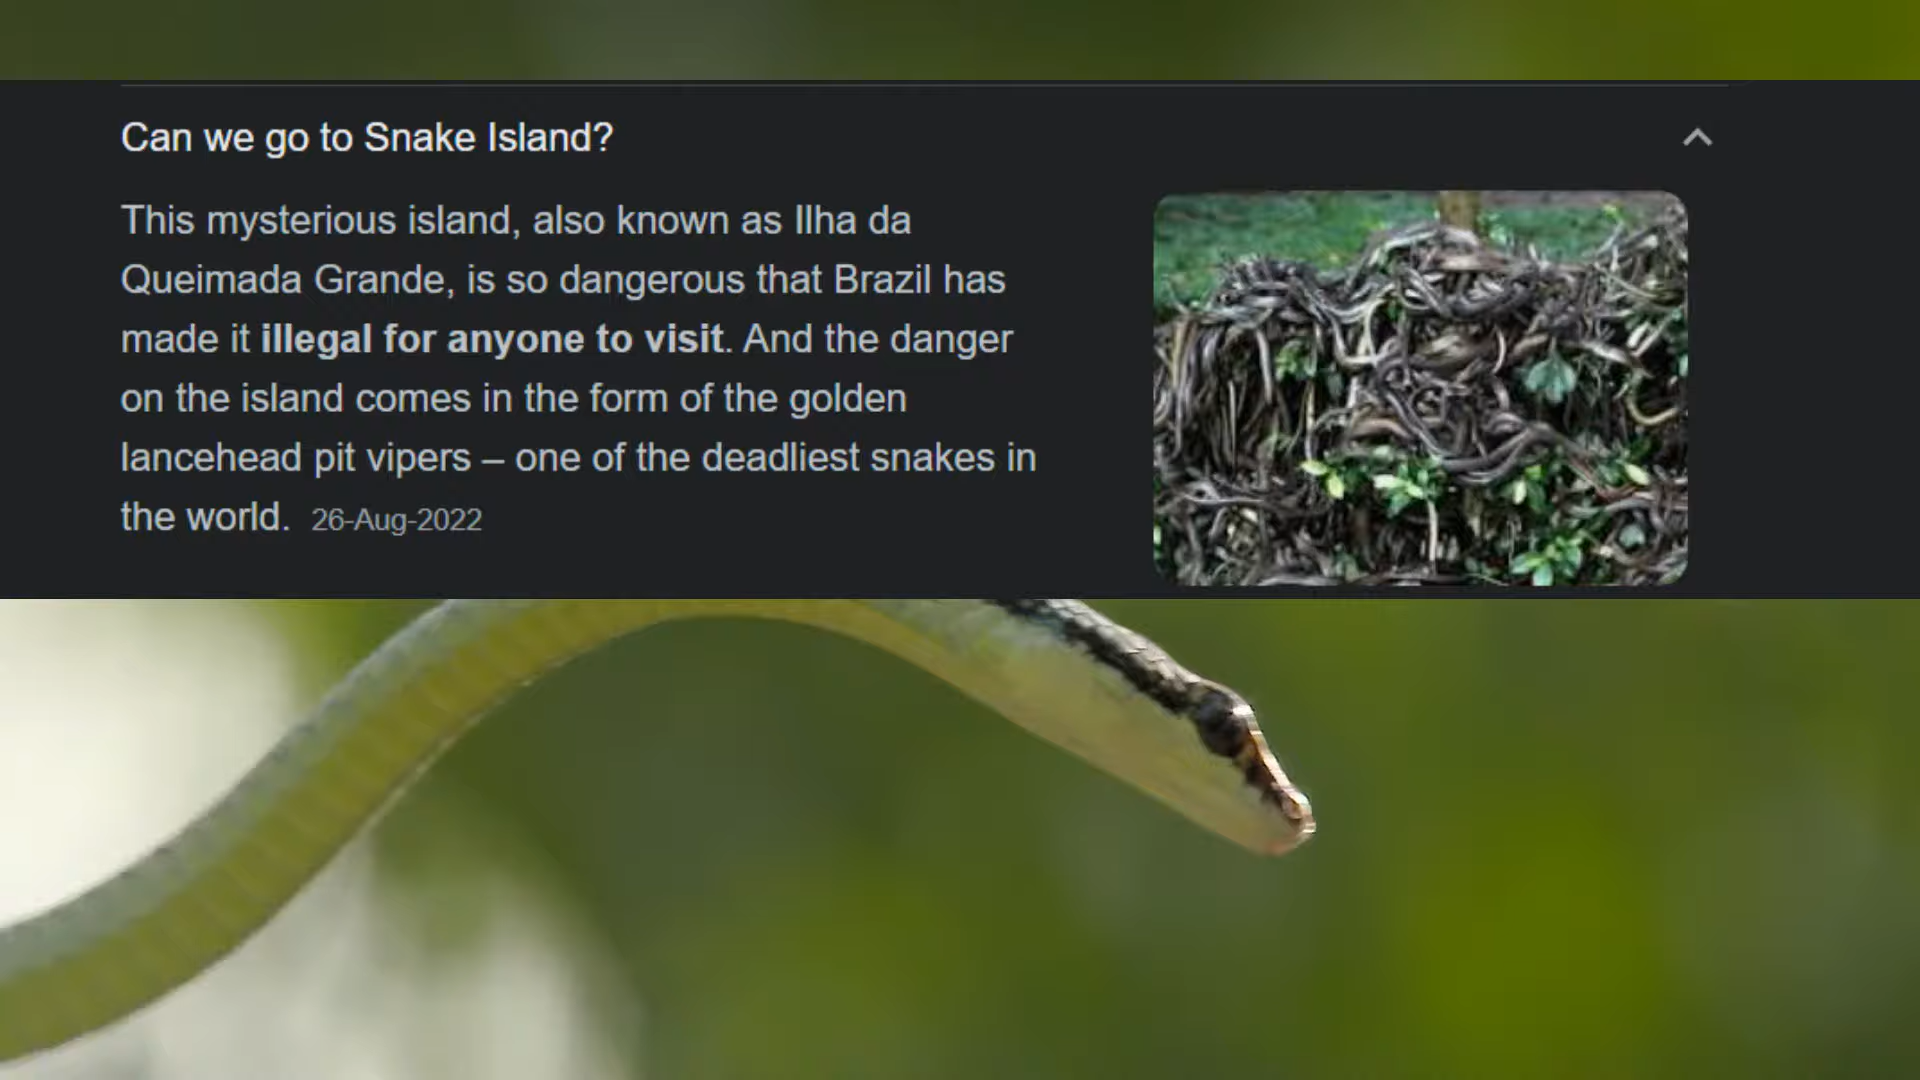 Can we go to Snake Island?
This mysterious island, also known as Ilha da
Queimada Grande, is so dangerous that Brazil has
made it illegal for anyone to visit. And the danger
on the island comes in the form of the golden
lancehead pit vipers – one of the deadliest snakes in
the world. 26-Aug-2022